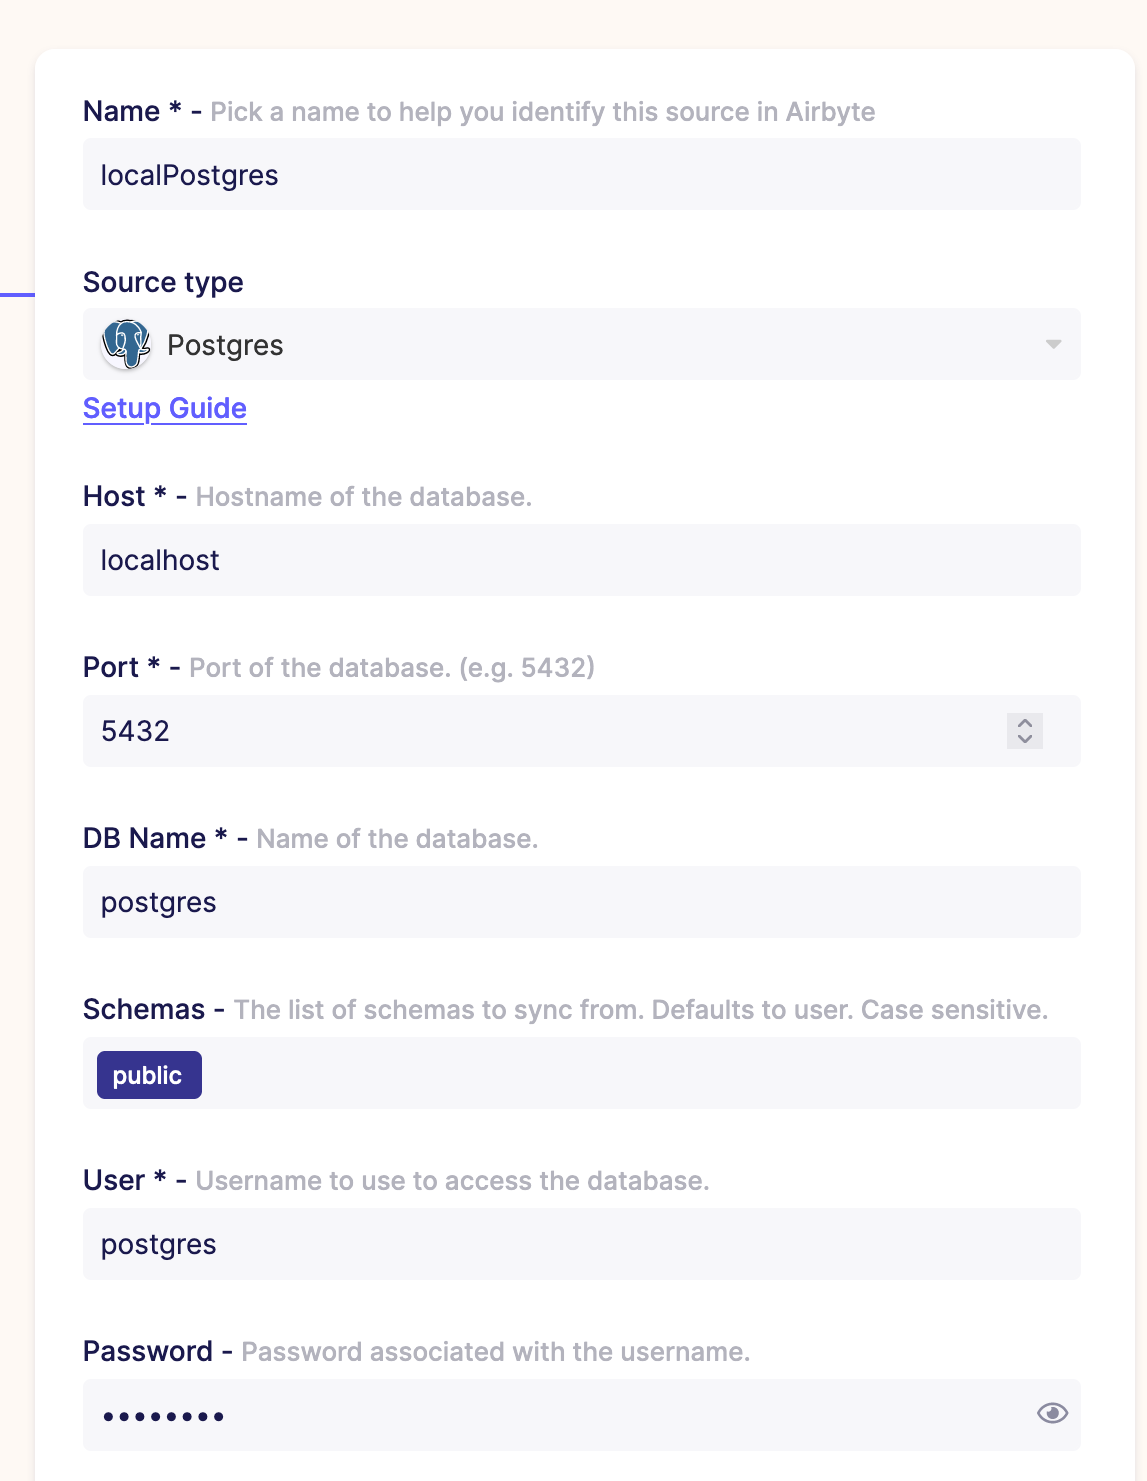 Name * - Pick a name to help you identify this source in Airbyte
localPostgres
Source type
Postgres
Setup Guide
Host * - Hostname of the database.
localhost
Port * - Port of the database. (e.g. 5432)
5432
DB Name * - Name of the database.
postgres
Schemas - The list of schemas to sync from. Defaults to user. Case sensitive.
public
User * - Username to use to access the database.
postgres
Password - Password associated with the username.
••••••••